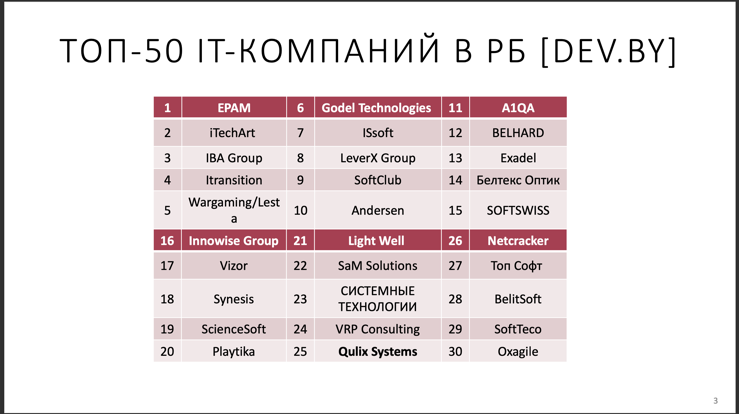 ТОП-50 IT-КОМПАНИЙ В РБ [DEV.BY]
1 EPAM 6 Godel Technologies 11 A1QA
2 iTechArt 7 ISsoft 12 BELHARD
3 IBA Group 8 LeverX Group 13 Exadel
4 Itransition 9 SoftClub 14 Белтекс Оптик
5 Wargaming/Lest
a 10 Andersen 15 SOFTSWISS
16 Innowise Group 21 Light Well 26 Netcracker
17 Vizor 22 SaM Solutions 27 Топ Софт
18 Synesis 23 СИСТЕМНЫЕ
ТЕХНОЛОГИИ 28 BelitSoft
19 ScienceSoft 24 VRP Consulting 29 SoftTeco
20 Playtika 25 Qulix Systems 30 Oxagile
3